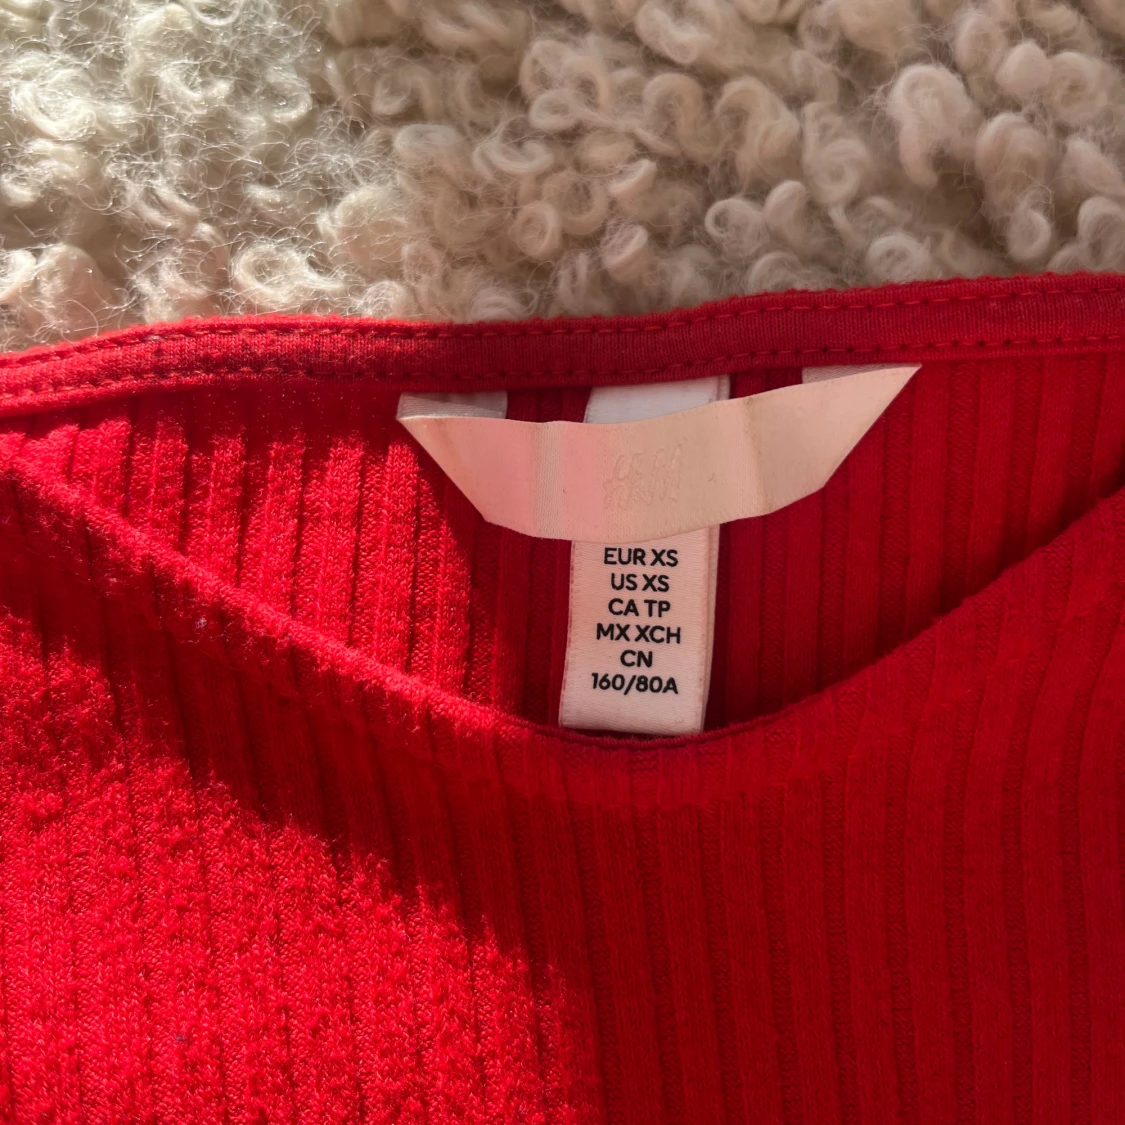 H&M
EUR XS
US XS
CA TP
MX XCH
CN
160/80A